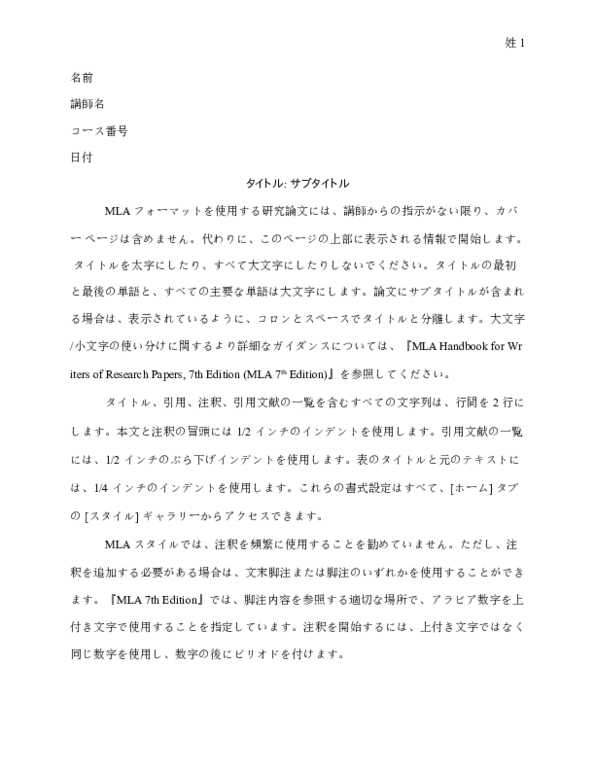 姓 1
名前
講師名
コース番号
日付
タイトル: サブタイトル
MLA フォーマットを使用する研究論文には、講師からの指示がない限り、カバ
ー ページは含めません。代わりに、このページの上部に表示される情報で開始します。
タイトルを太字にしたり、すべて大文字にしたりしないでください。タイトルの最初
と最後の単語と、すべての主要な単語は大文字にします。論文にサブタイトルが含まれ
る場合は、表示されているように、コロンとスペースでタイトルと分離します。大文字
/小文字の使い分けに関するより詳細なガイダンスについては、『MLA Handbook for Wr
iters of Research Papers, 7th Edition (MLA 7th Edition)』を参照してください。
タイトル、引用、注釈、引用文献の一覧を含むすべての文字列は、行間を 2 行に
します。本文と注釈の冒頭には 1/2 インチのインデントを使用します。引用文献の一覧
には、1/2 インチのぶら下げインデントを使用します。表のタイトルと元のテキストに
は、1/4 インチのインデントを使用します。これらの書式設定はすべて、[ホーム] タブ
の [スタイル] ギャラリーからアクセスできます。
MLA スタイルでは、注釈を頻繁に使用することを勧めていません。ただし、注
釈を追加する必要がある場合は、文末脚注または脚注のいずれかを使用することができ
ます。『MLA 7th Edition』では、脚注内容を参照する適切な場所で、アラビア数字を上
付き文字で使用することを指定しています。注釈を開始するには、上付き文字ではなく
同じ数字を使用し、数字の後にピリオドを付けます。